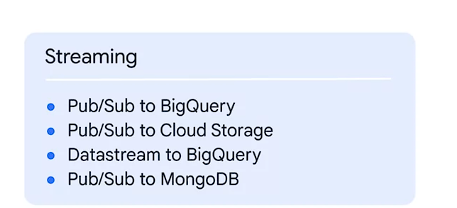 Streaming
Pub/Sub to BigQuery
Pub/Sub to Cloud Storage
Datastream to BigQuery
Pub/Sub to MongoDB